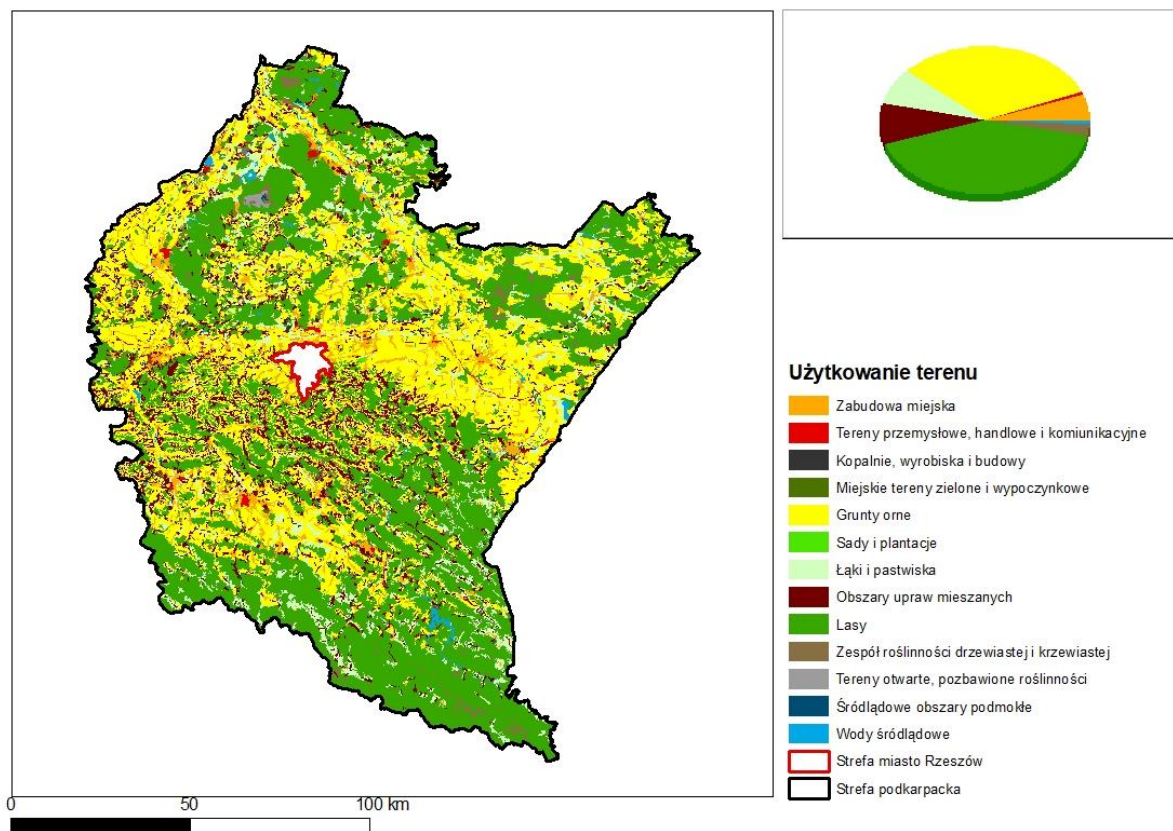 Użytkowanie terenu
Zabudowa miejska
Tereny przemysłowe, handlowe i komiunikacyjne
Kopalnie, wyrobiska i budowy
Miejskie tereny zielone i wypoczynkowe
Grunty orne
Sady i plantacje
Łąki i pastwiska
Obszary upraw mieszanych
Lasy
Zespół roślinności drzewiastej i krzewiastej
Tereny otwarte, pozbawione roślinności
Śródlądowe obszary podmokłe
Wody śródlądowe
Strefa miasto Rzeszów
Strefa podkarpacka
0 50 100 km